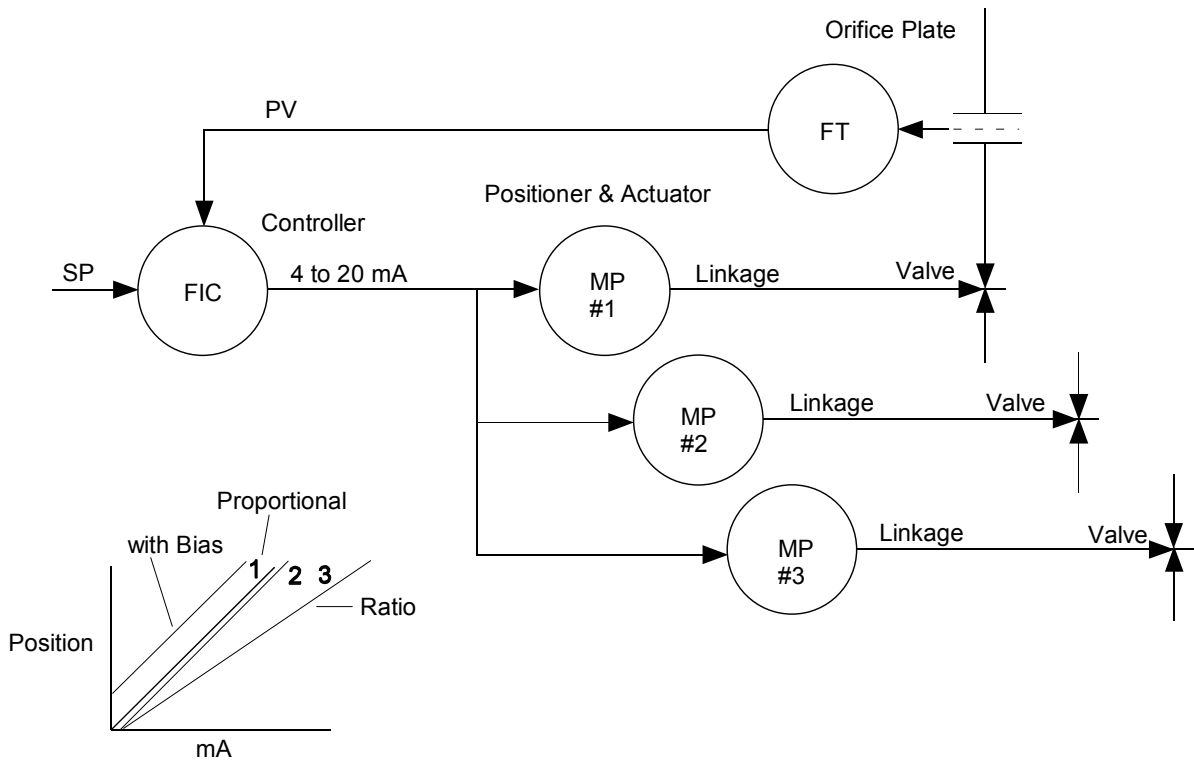 Orifice Plate
PV
FT
Positioner & Actuator
Controller
SP
FIC
4 to 20 mA
MP
#1
Linkage
Valve
MP
#2
Linkage
Valve
MP
#3
Linkage
Valve
Proportional
with Bias
1
2
3
Ratio
Position
mA